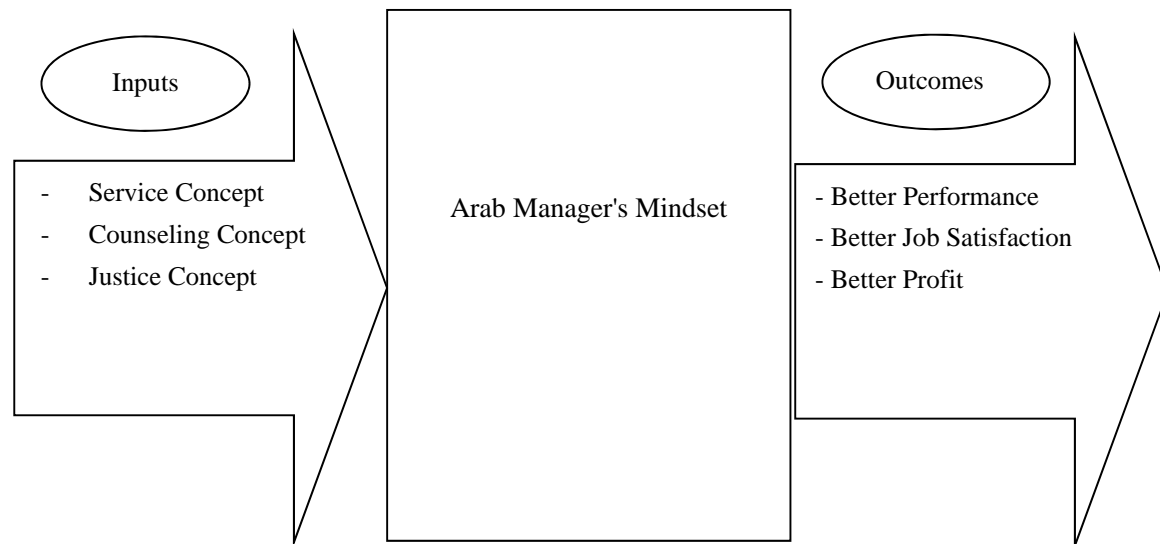 Inputs
- Service Concept
- Counseling Concept
- Justice Concept
Arab Manager's Mindset
Outcomes
- Better Performance
- Better Job Satisfaction
- Better Profit